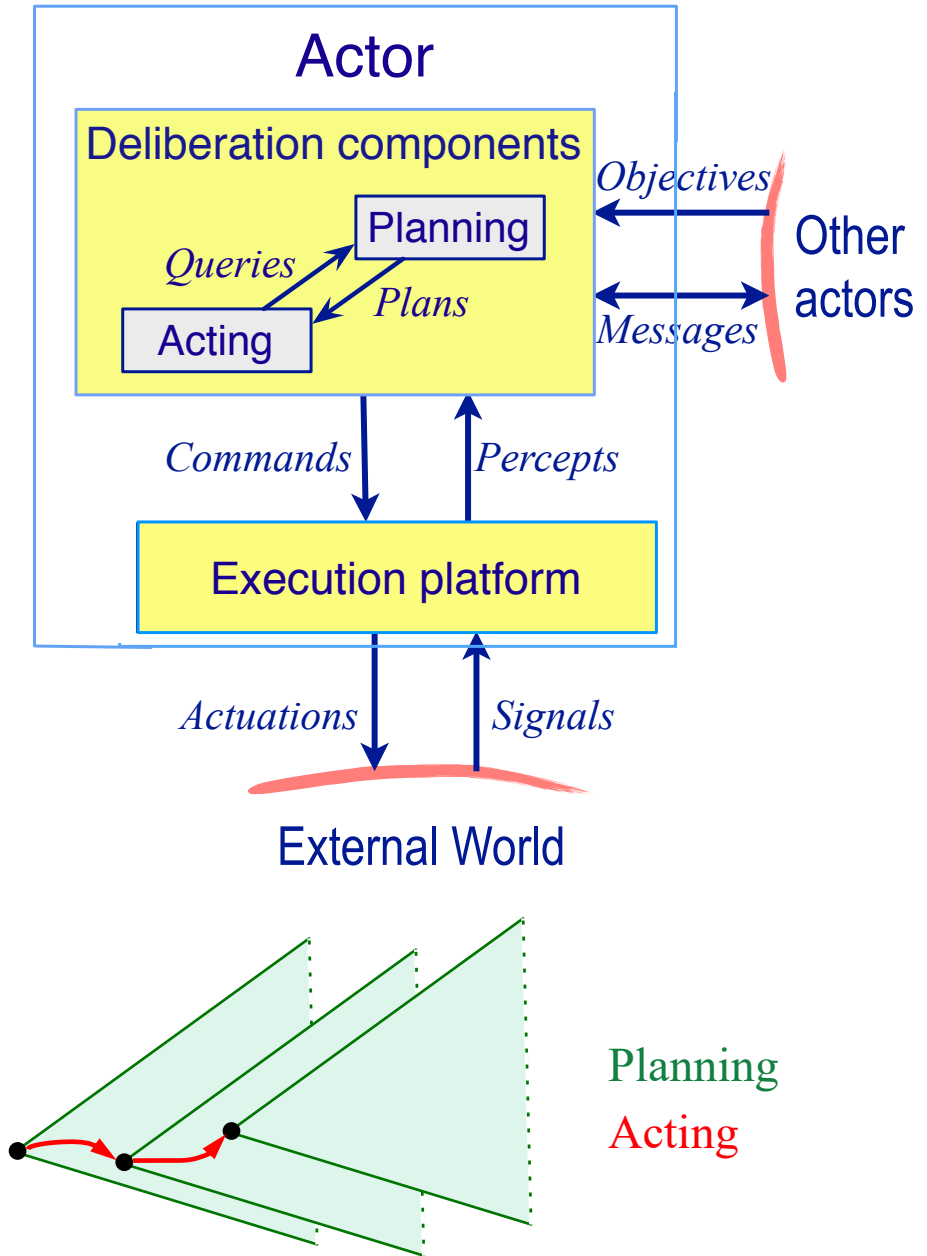 Actor
Deliberation components
Objectives
Planning
Other
actors
Queries
Plans
Messages
Acting
Commands
Percepts
Execution platform
Actuations
Signals
External World
Planning
Acting